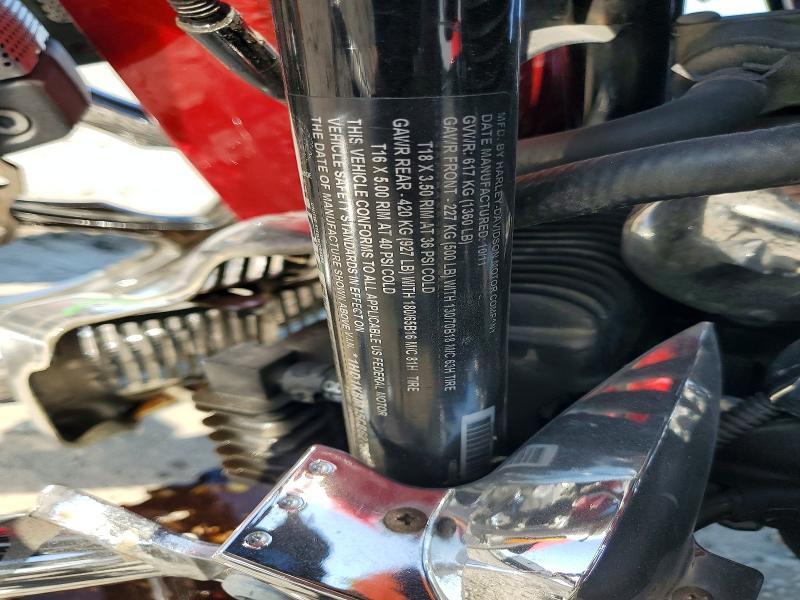 MFD. BY HARLEY-DAVIDSON MOTOR COMPANY
DATE MANUFACTURED: 10/11
GVWR: 617 KG (1360 LB
GAWR FRONT - 227 KG (500 LB) WITH 130/70B18 M/C 63H TIRE
T18 X 3.50 RIM AT 36 PSI COLD
GAWR REAR - 420 KG (927 LB) WITH 180/65B16 M/C 81H TIRE
T16 X 5.00 RIM AT 40 PSI COLD
THIS VEHICLE CONFORMS TO ALL APPLICABLE US FEDERAL MOTOR
VEHICLE SAFETY STANDARDS IN EFFECT ON
THE DATE OF MANUFACTURE SHOWN ABOVE